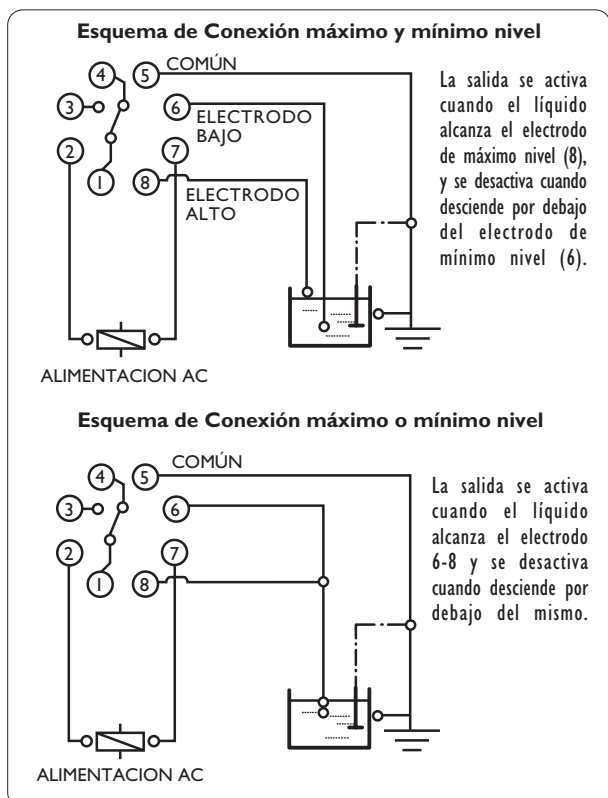 Esquema de Conexión máximo y mínimo nivel
4
5
COMÚN
3
6
ELECTRODO
BAJO
2
7
1
8
ELECTRODO
ALTO
ALIMENTACION AC
La salida se activa
cuando el líquido
alcanza el electrodo
de máximo nivel (8),
y se desactiva cuando
desciende por debajo
del electrodo de
mínimo nivel (6).
Esquema de Conexión máximo o mínimo nivel
4
5
COMÚN
3
6
2
7
1
8
ALIMENTACION AC
La salida se activa
cuando el líquido
alcanza el electrodo
6-8 y se desactiva
cuando desciende por
debajo del mismo.